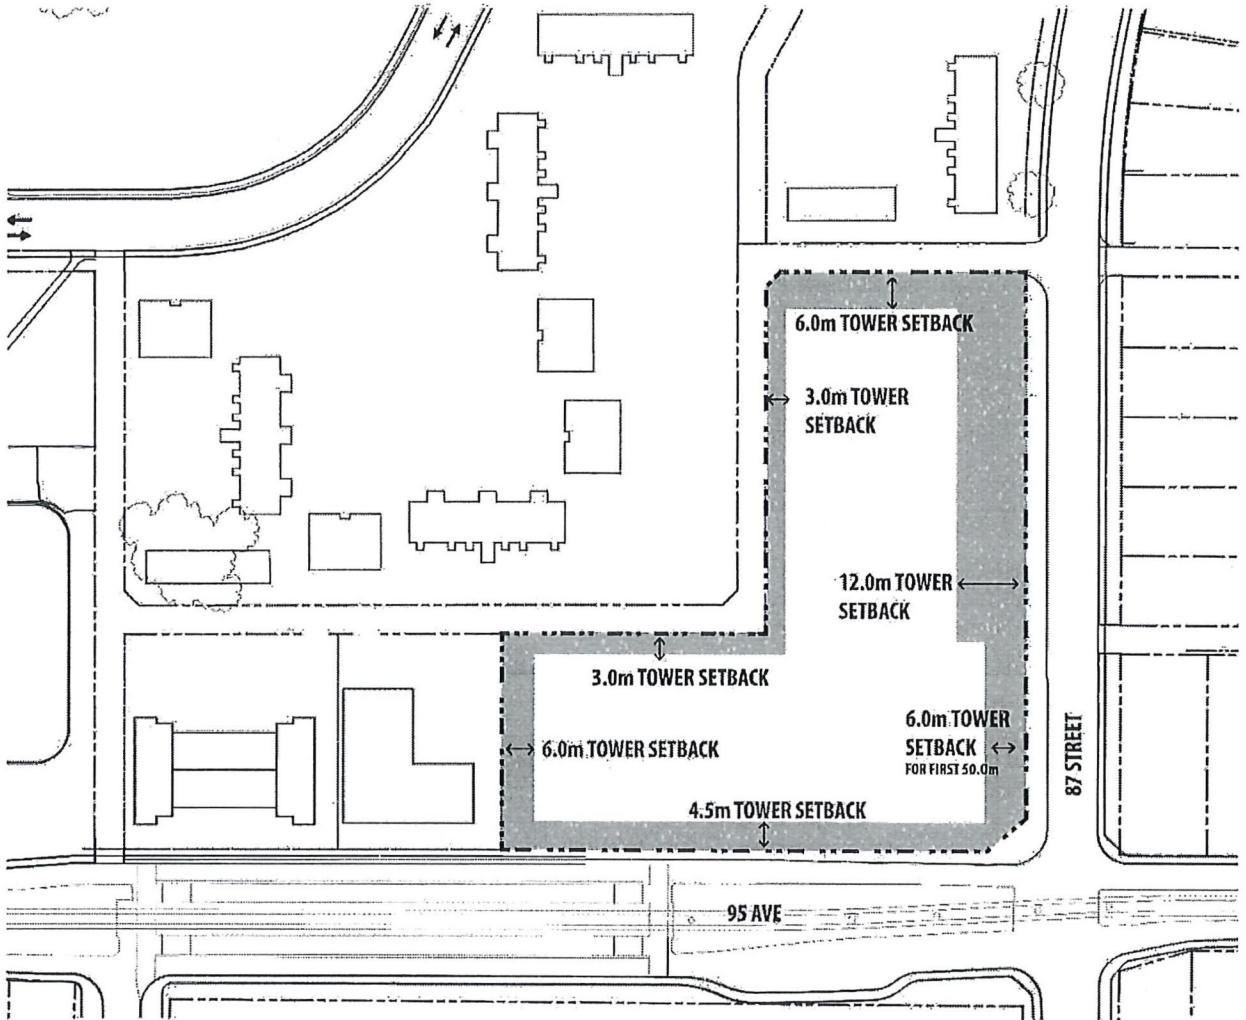 6.0m TOWER SETBACK
3.0m TOWER
SETBACK
12.0m TOWER
SETBACK
3.0m TOWER SETBACK
6.0m TOWER
SETBACK
FOR FIRST 50.0m
6.0m TOWER SETBACK
87 STREET
4.5m TOWER SETBACK
95 AVE